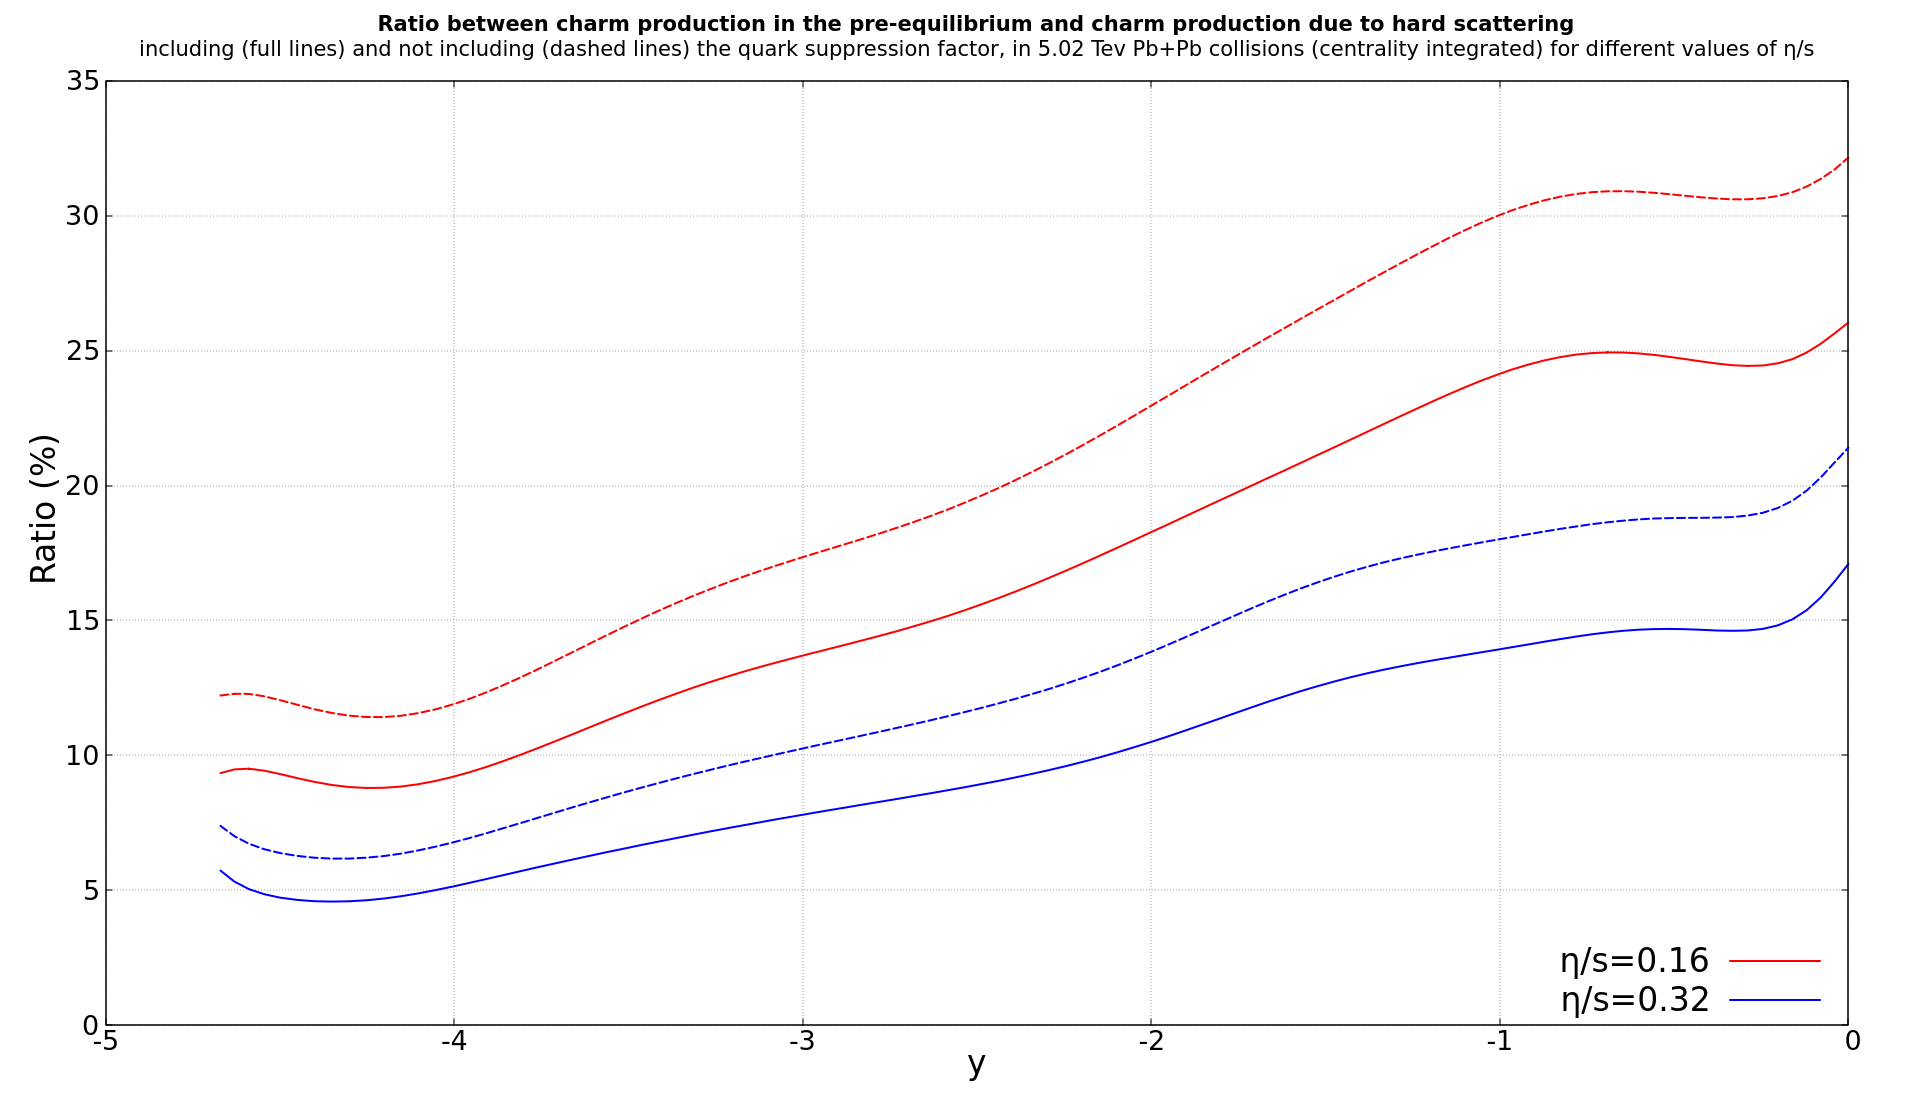 Ratio between charm production in the pre-equilibrium and charm production due to hard scattering
including (full lines) and not including (dashed lines) the quark suppression factor, in 5.02 Tev Pb+Pb collisions (centrality integrated) for different values of η/s
35
30
25
20
15
10
5
0
Ratio (%)
η/s=0.16
η/s=0.32
-5 -4 -3 -2 -1 0
y